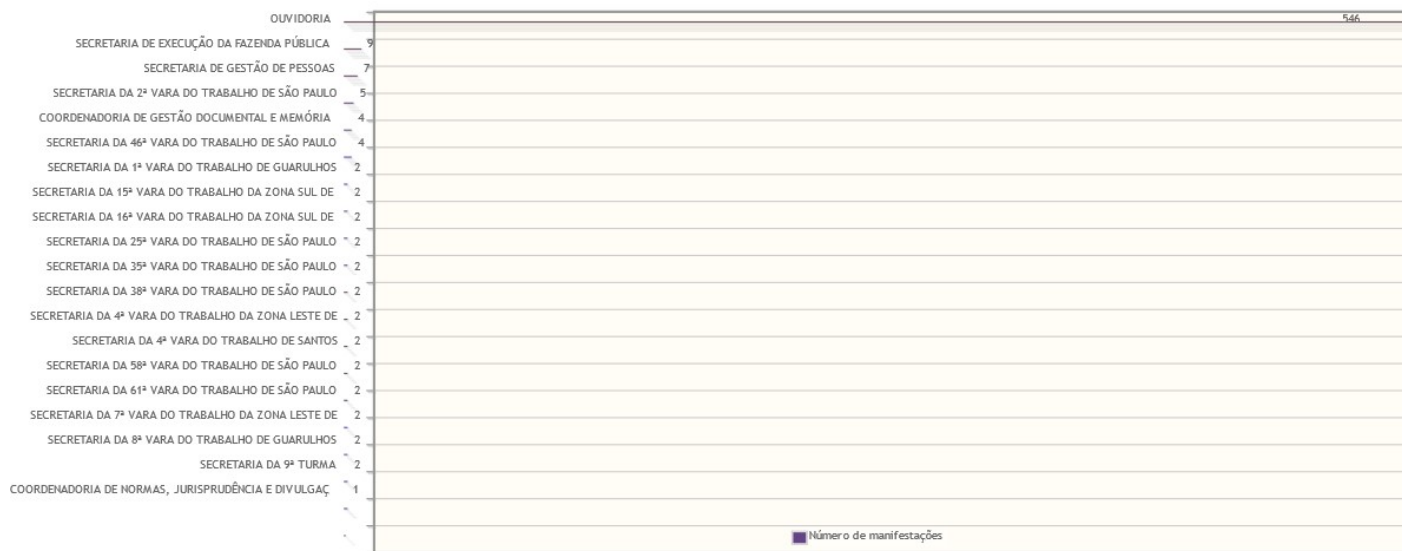 OUVIDORIA 546
SECRETARIA DE EXECUÇÃO DA FAZENDA PÚBLICA 9
SECRETARIA DE GESTÃO DE PESSOAS 7
SECRETARIA DA 2ª VARA DO TRABALHO DE SÃO PAULO 5
COORDENADORIA DE GESTÃO DOCUMENTAL E MEMÓRIA 4
SECRETARIA DA 46ª VARA DO TRABALHO DE SÃO PAULO 4
SECRETARIA DA 1ª VARA DO TRABALHO DE GUARULHOS 2
SECRETARIA DA 15ª VARA DO TRABALHO DA ZONA SUL DE 2
SECRETARIA DA 16ª VARA DO TRABALHO DA ZONA SUL DE 2
SECRETARIA DA 25ª VARA DO TRABALHO DE SÃO PAULO 2
SECRETARIA DA 35ª VARA DO TRABALHO DE SÃO PAULO 2
SECRETARIA DA 38ª VARA DO TRABALHO DE SÃO PAULO 2
SECRETARIA DA 4ª VARA DO TRABALHO DA ZONA LESTE DE 2
SECRETARIA DA 4ª VARA DO TRABALHO DE SANTOS 2
SECRETARIA DA 58ª VARA DO TRABALHO DE SÃO PAULO 2
SECRETARIA DA 61ª VARA DO TRABALHO DE SÃO PAULO 2
SECRETARIA DA 7ª VARA DO TRABALHO DA ZONA LESTE DE 2
SECRETARIA DA 8ª VARA DO TRABALHO DE GUARULHOS 2
SECRETARIA DA 9ª TURMA 2
COORDENADORIA DE NORMAS, JURISPRUDÊNCIA E DIVULGAÇ 1
Número de manifestações